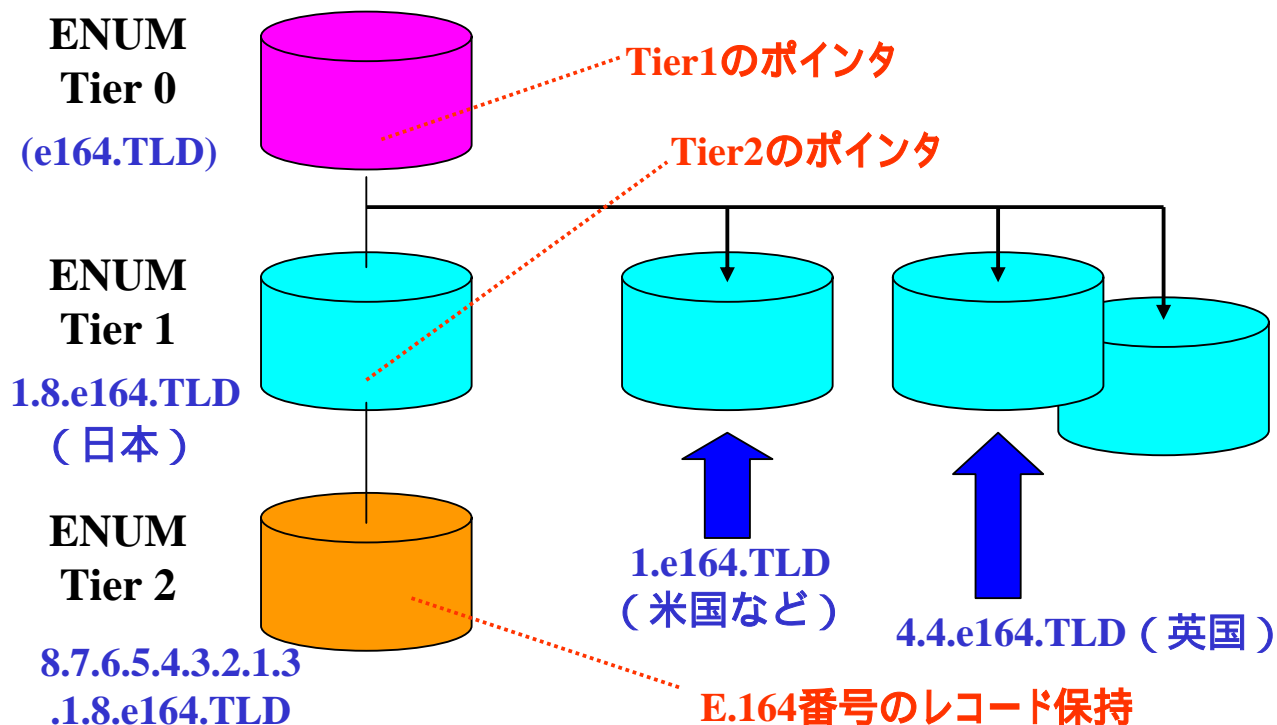 ENUM
Tier 0
(e164.TLD)
Tier1のポインタ
Tier2のポインタ
ENUM
Tier 1
1.8.e164.TLD
（日本）
ENUM
Tier 2
8.7.6.5.4.3.2.1.3
.1.8.e164.TLD
1.e164.TLD
（米国など）
4.4.e164.TLD（英国）
E.164番号のレコード保持